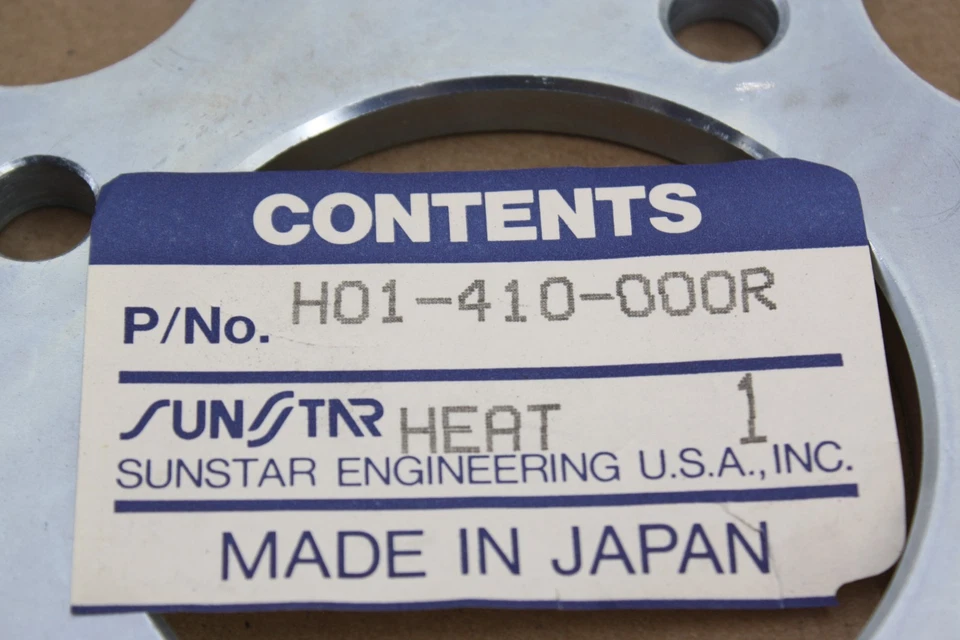 CONTENTS
P/No. H01-410-000R
SUNSTAR HEAT 1
SUNSTAR ENGINEERING U.S.A., INC.
MADE IN JAPAN